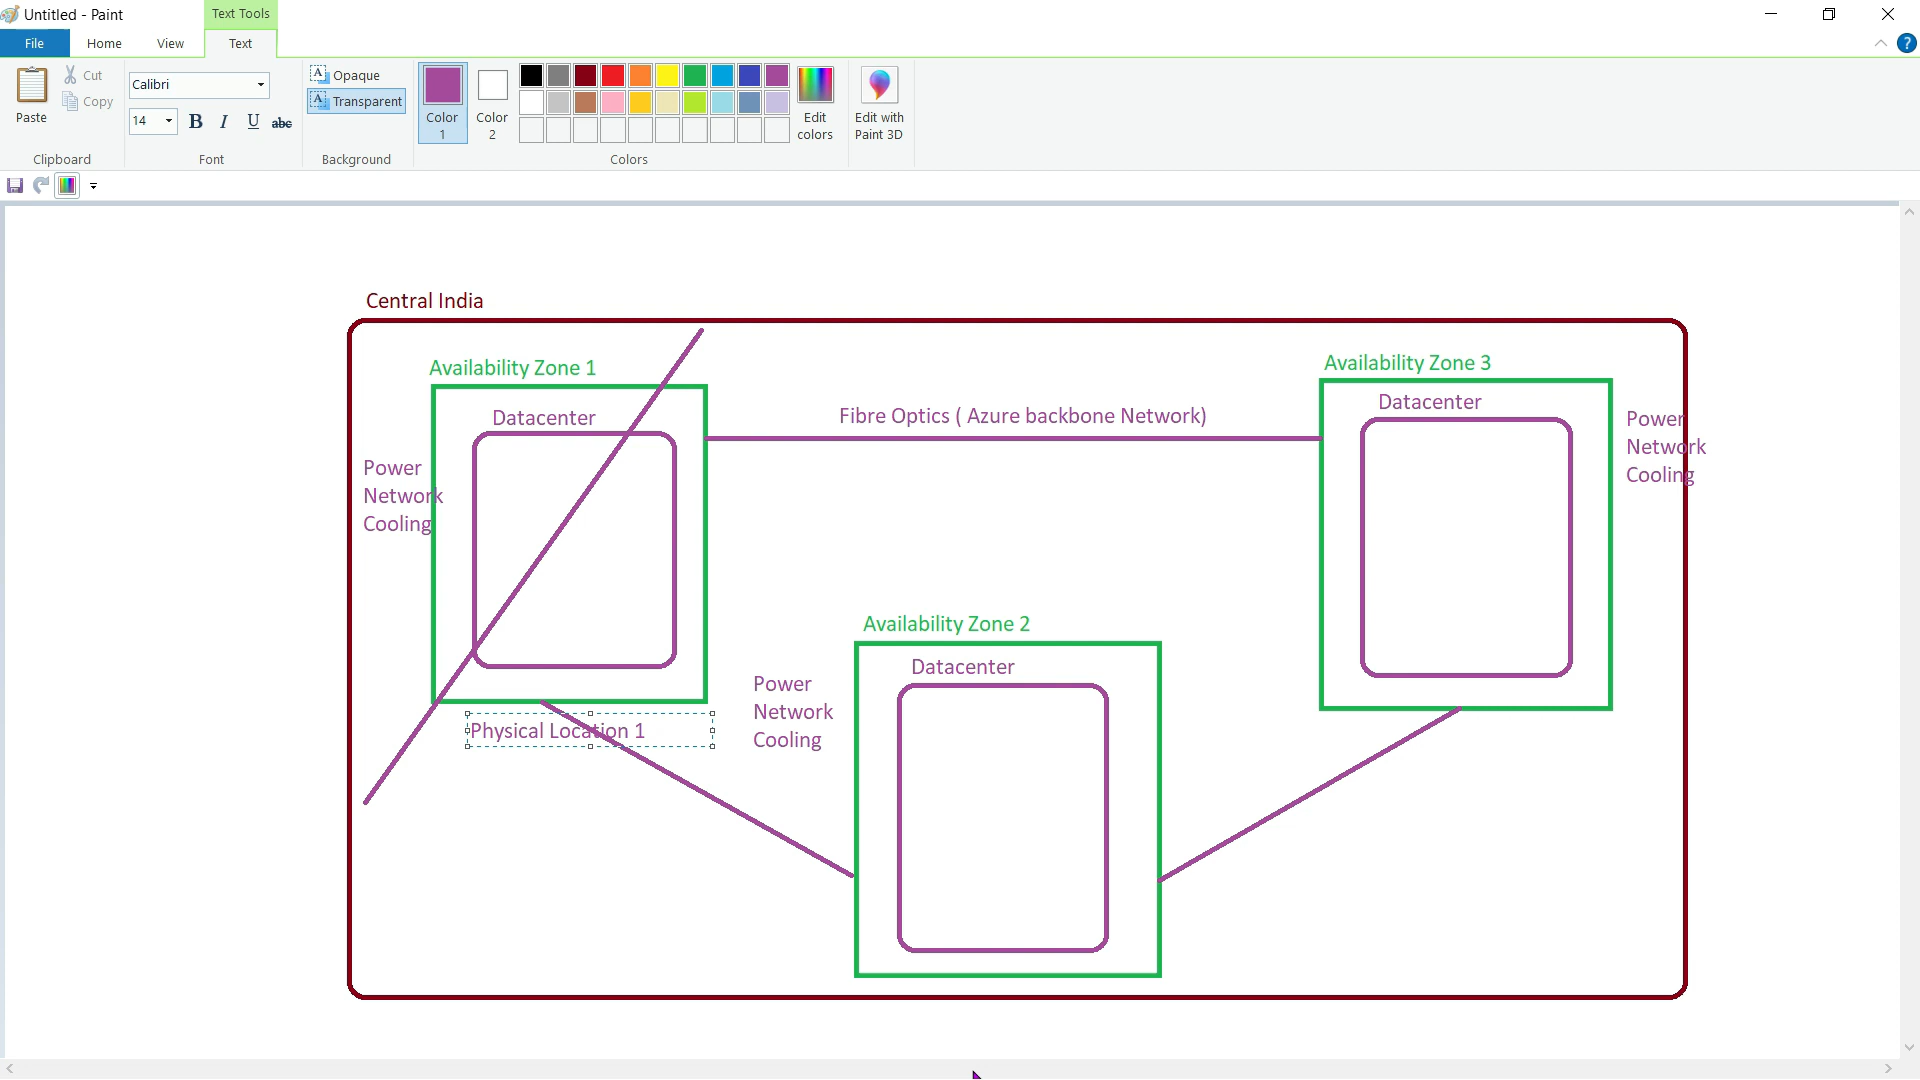 Untitled - Paint
Text Tools
File
Home
View
Text
Paste
Cut
Copy
Clipboard
Calibri
14
B
I
U
abc
Font
A
Opaque
A
Transparent
Background
Color
1
Color
2
Edit
colors
Colors
Edit with
Paint 3D
?
Central India
Availability Zone 1
Datacenter
Power
Network
Cooling
Physical Location 1
Fibre Optics ( Azure backbone Network)
Availability Zone 3
Datacenter
Power
Network
Cooling
Availability Zone 2
Datacenter
Power
Network
Cooling